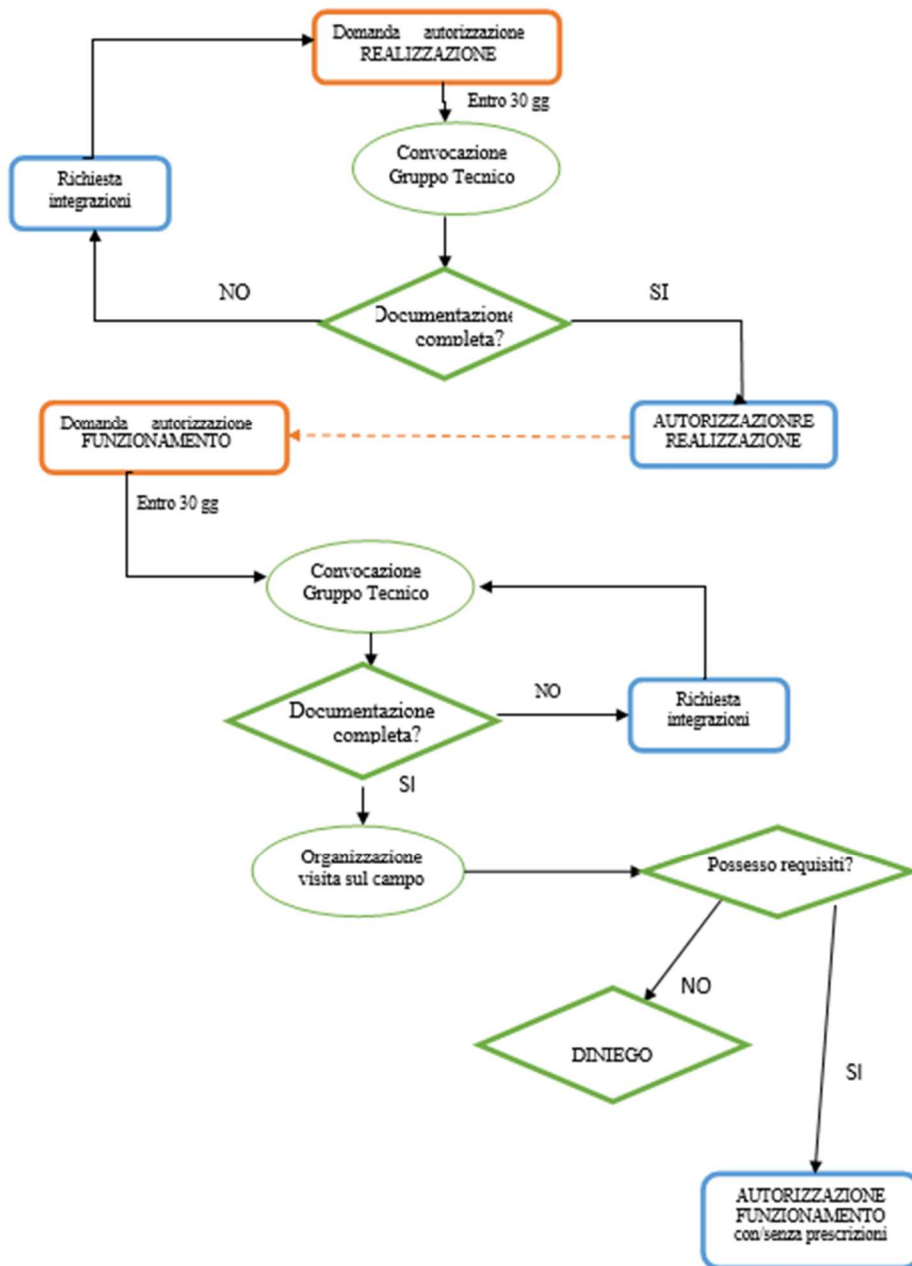 Domanda autorizzazione
REALIZZAZIONE
Entro 30 gg
Convocazione
Gruppo Tecnico
Richiesta
integrazioni
NO
SI
Documentazione
completa?
Domanda autorizzazione
FUNZIONAMENTO
AUTORIZZAZIONRE
REALIZZAZIONE
Entro 30 gg
Convocazione
Gruppo Tecnico
Documentazione
completa?
NO
Richiesta
integrazioni
SI
Organizzazione
visita sul campo
Possesso requisiti?
NO
DINIEGO
SI
AUTORIZZAZIONE
FUNZIONAMENTO
con/senza prescrizioni